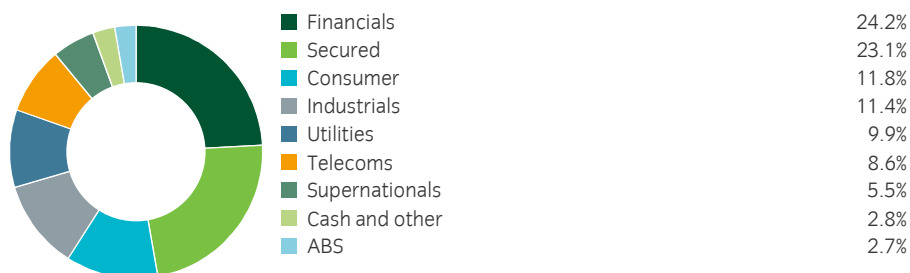 Financials 24.2%
Secured 23.1%
Consumer 11.8%
Industrials 11.4%
Utilities 9.9%
Telecoms 8.6%
Supernationals 5.5%
Cash and other 2.8%
ABS 2.7%